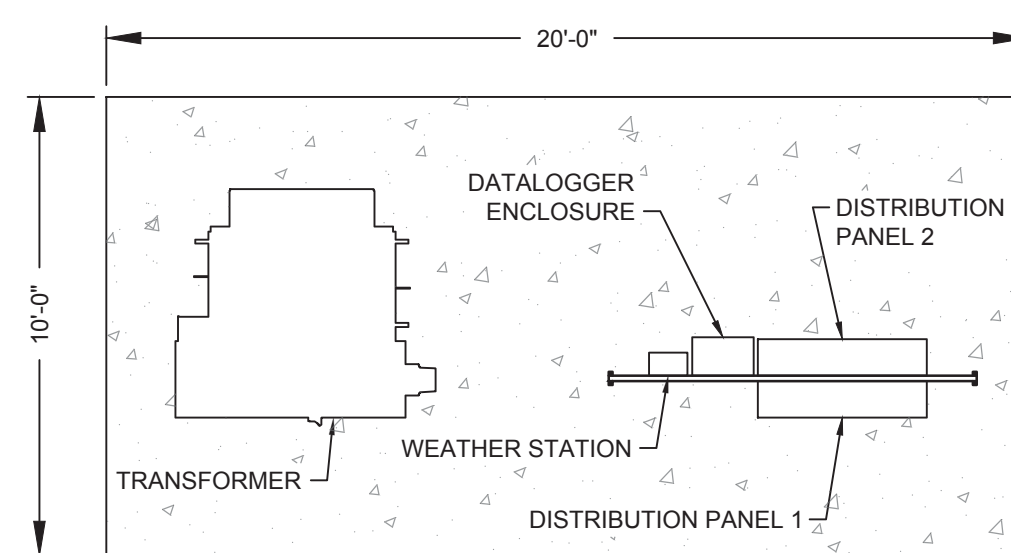 20'-0"
10'-0"
DATALOGGER
ENCLOSURE
DISTRIBUTION
PANEL 2
WEATHER STATION
TRANSFORMER
DISTRIBUTION PANEL 1